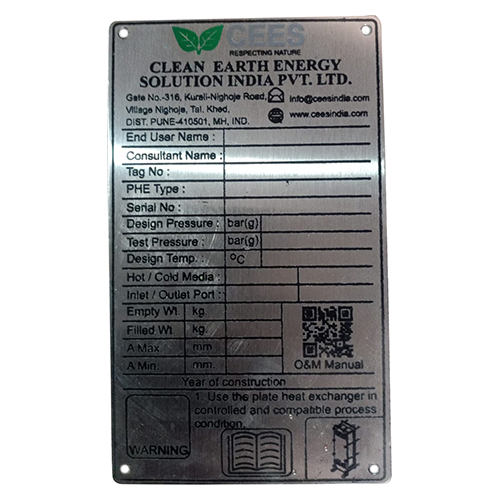 CEES
RESPECTING NATURE
CLEAN EARTH ENERGY
SOLUTION INDIA PVT. LTD.
Gate No.-316, Kurali-Nighoje Road,
Village Nighoje, Tal. Khed,
DIST. PUNE-410501, MH, IND.
info@ceesindia.com
www.ceesindia.com
End User Name :
Consultant Name :
Tag No :
PHE Type :
Serial No :
Design Pressure : bar(g)
Test Pressure : bar(g)
Design Temp. : °C
Hot / Cold Media :
Inlet / Outlet Port :
Empty Wt kg.
Filled Wt kg.
A Max. mm
A Min. mm.
O&M Manual
Year of construction
1. Use the plate heat exchanger in
controlled and compatible process
condition.
WARNING